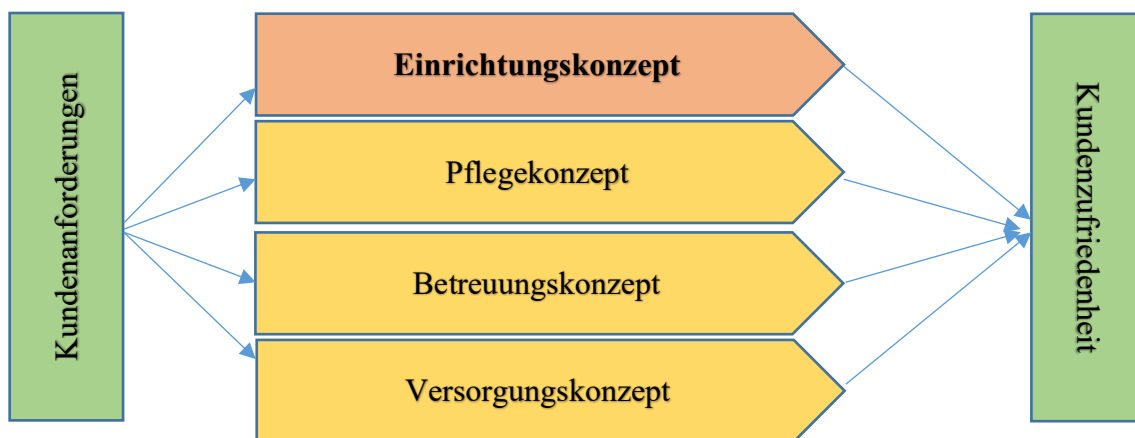 Kundenanforderungen
Einrichtungskonzept
Pflegekonzept
Betreuungskonzept
Versorgungskonzept
Kundenzufriedenheit